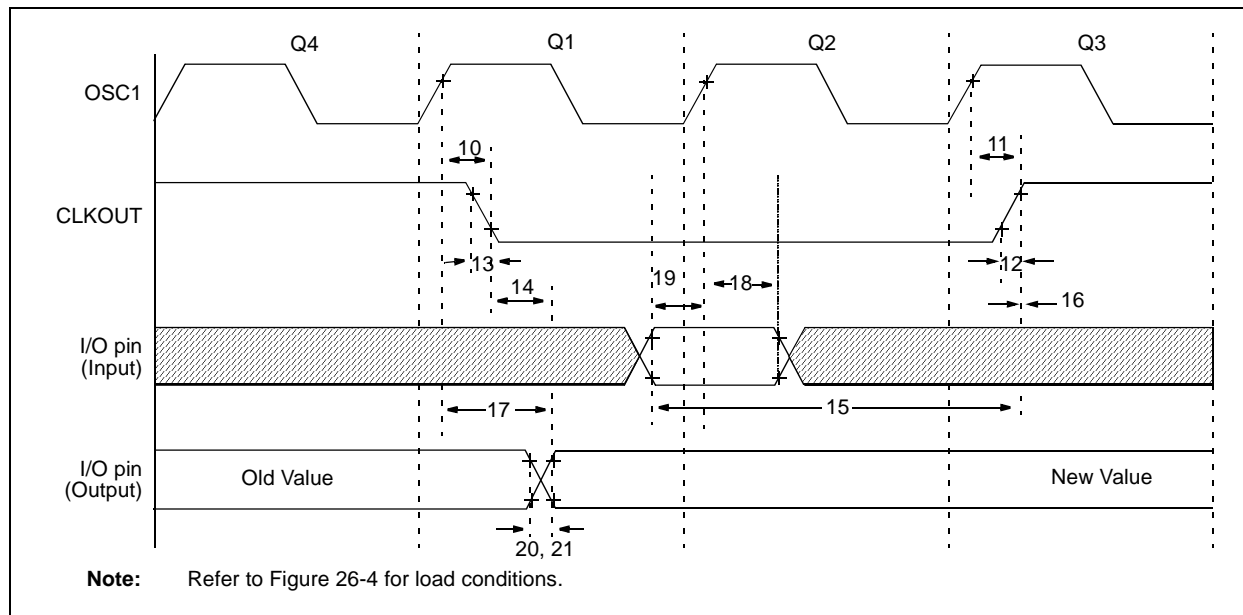 Q4 Q1 Q2 Q3
OSC1
10 11
CLKOUT
13 12
14 19 18 16
I/O pin
(Input)
17 15
I/O pin
(Output)
Old Value New Value
20, 21
Note: Refer to Figure 26-4 for load conditions.